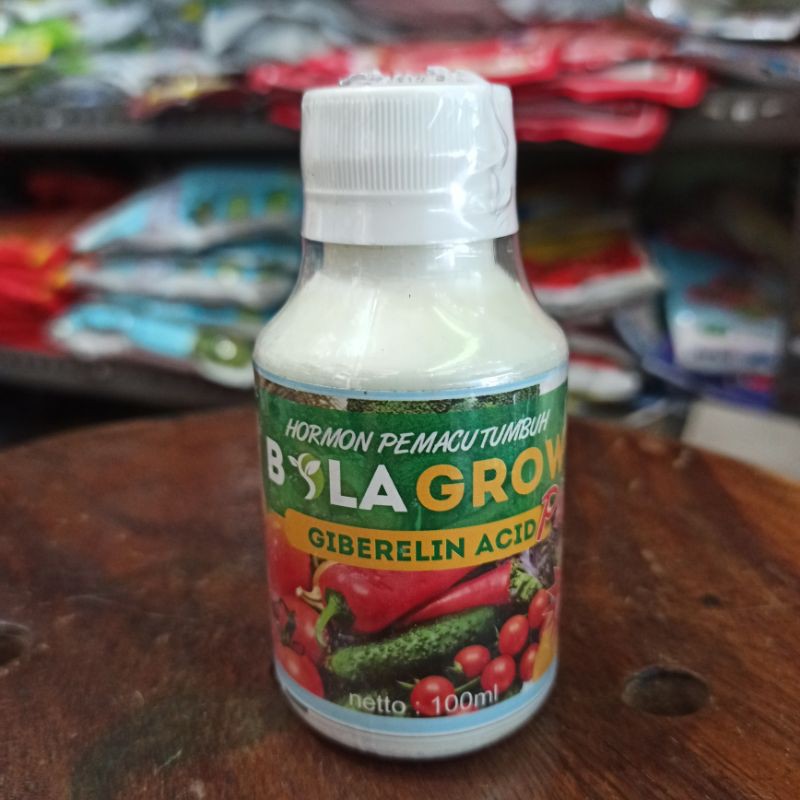 HORMON PEMACU TUMBUH
BOLA GROW
GIBERELIN ACID
netto : 100ml